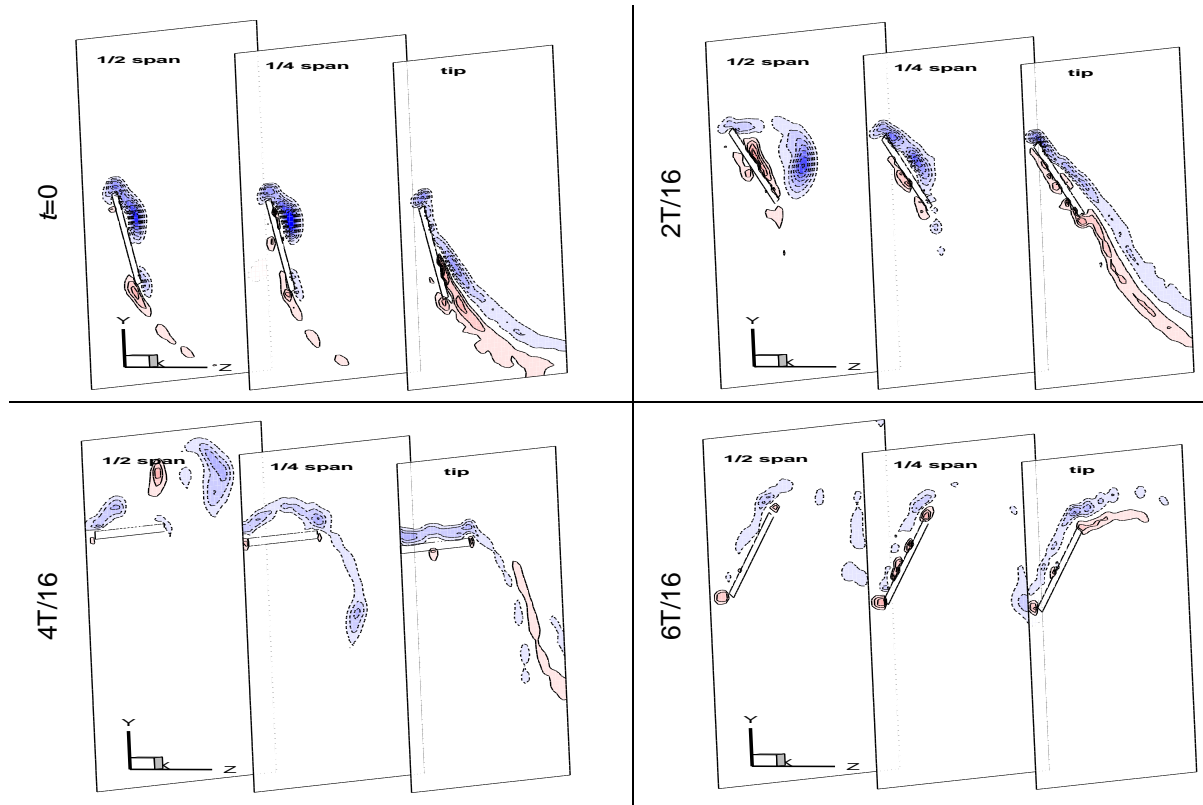 t=0
1/2 span
1/4 span
tip
Y
X
Z
2T/16
1/2 span
1/4 span
tip
Y
X
Z
4T/16
1/2 span
1/4 span
tip
Y
X
Z
6T/16
1/2 span
1/4 span
tip
Y
X
Z